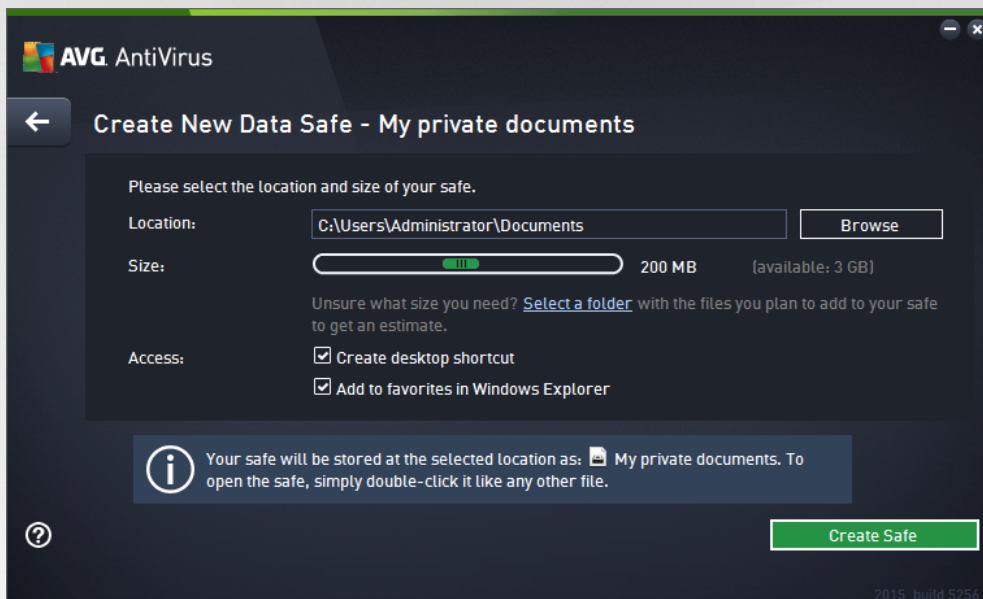 AVG. AntiVirus
Create New Data Safe - My private documents
Please select the location and size of your safe.
Location:
C:\Users\Administrator\Documents
Browse
Size:
200 MB
(available: 3 GB)
Unsure what size you need? Select a folder with the files you plan to add to your safe
to get an estimate.
Access:
Create desktop shortcut
Add to favorites in Windows Explorer
Your safe will be stored at the selected location as: My private documents. To
open the safe, simply double-click it like any other file.
Create Safe
2015 build 5256